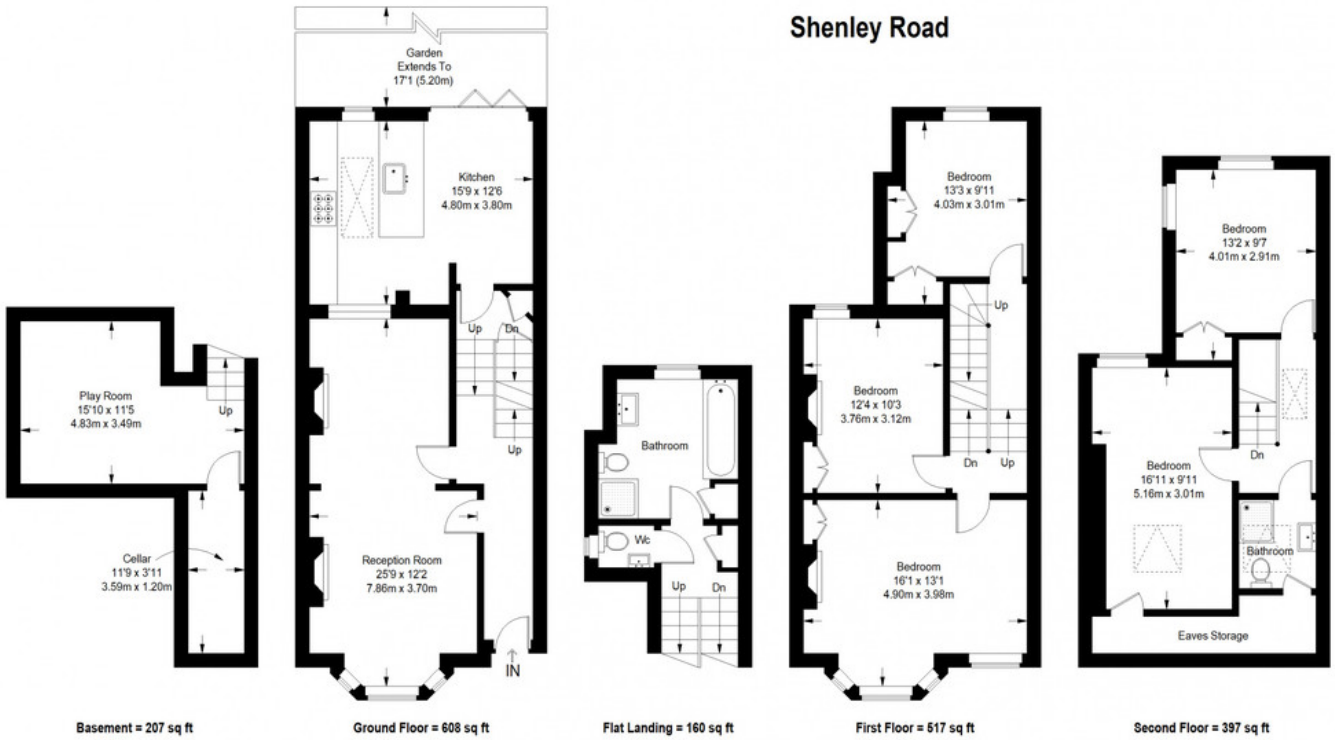 Shenley Road
Garden
Extends To
17'1 (5.20m)
Kitchen
15'9 x 12'6
4.80m x 3.80m
Up
Dn
Up
Reception Room
25'9 x 12'2
7.86m x 3.70m
IN
Play Room
15'10 x 11'5
4.83m x 3.49m
Up
Cellar
11'9 x 3'11
3.59m x 1.20m
Bathroom
Wc
Up
Dn
Bedroom
13'3 x 9'11
4.03m x 3.01m
Up
Bedroom
12'4 x 10'3
3.76m x 3.12m
Dn
Up
Bedroom
16'1 x 13'1
4.90m x 3.98m
Bedroom
13'2 x 9'7
4.01m x 2.91m
Dn
Bedroom
16'11 x 9'11
5.16m x 3.01m
Bathroom
Eaves Storage
Basement = 207 sq ft
Ground Floor = 608 sq ft
Flat Landing = 160 sq ft
First Floor = 517 sq ft
Second Floor = 397 sq ft